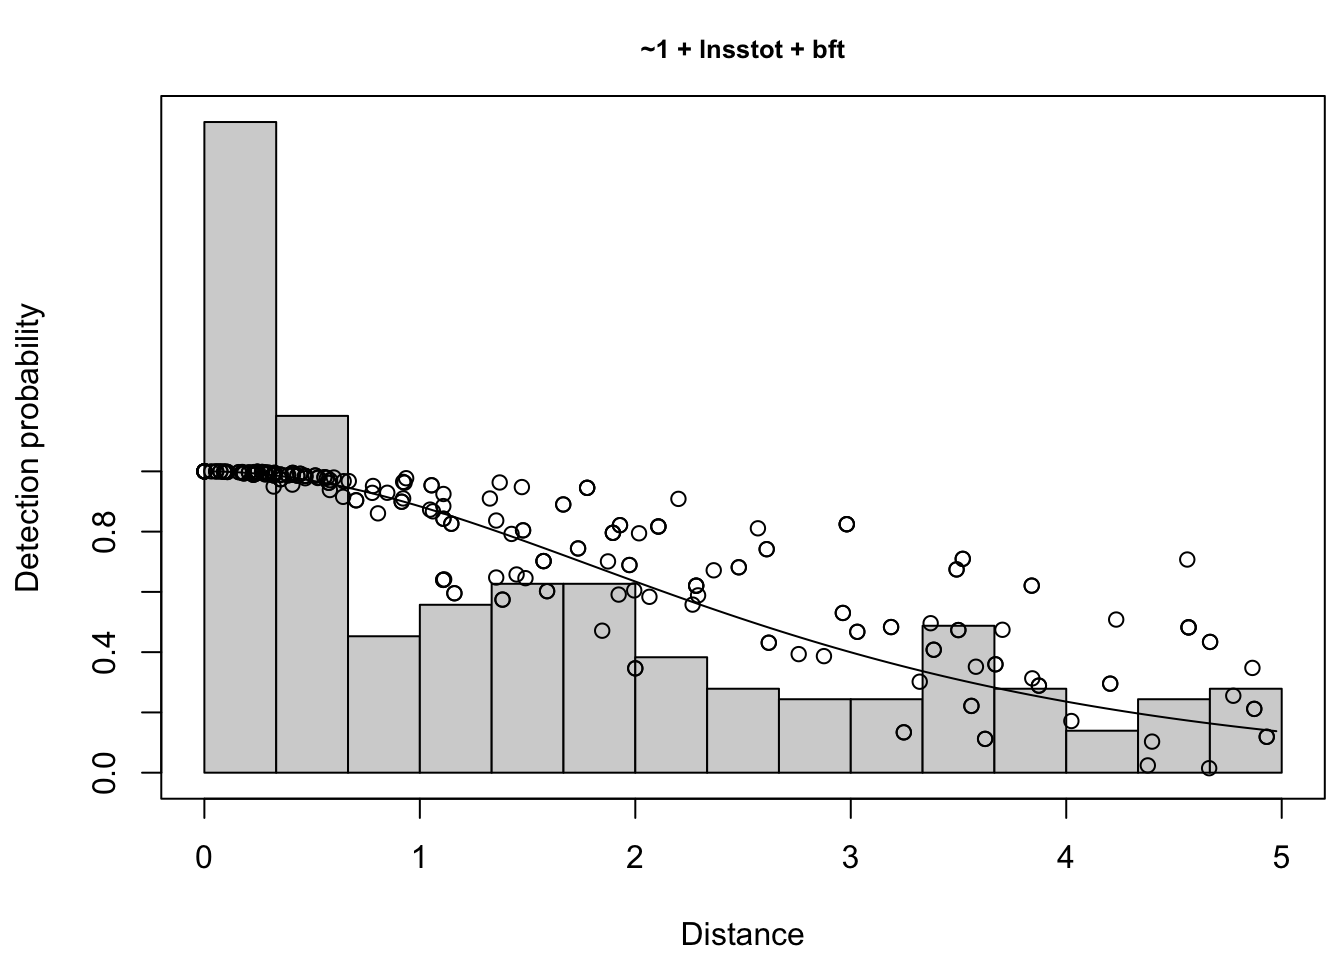 ~1 + lnsstot + bft
Detection probability
0.8
0.4
0.0
0 1 2 3 4 5
Distance